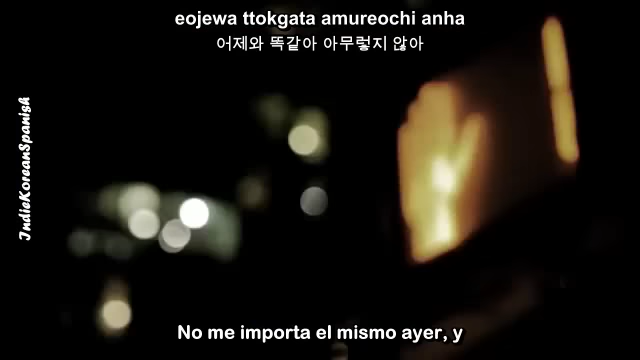 eojewa ttokgata amureochi anha
어제와 똑같아 아무렇지 않아
IndieKoreanSpanish
No me importa el mismo ayer, y